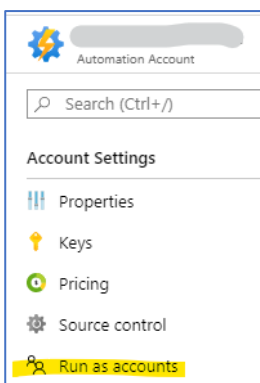 Automation Account
Search (Ctrl+/)
Account Settings
Properties
Keys
Pricing
Source control
Run as accounts